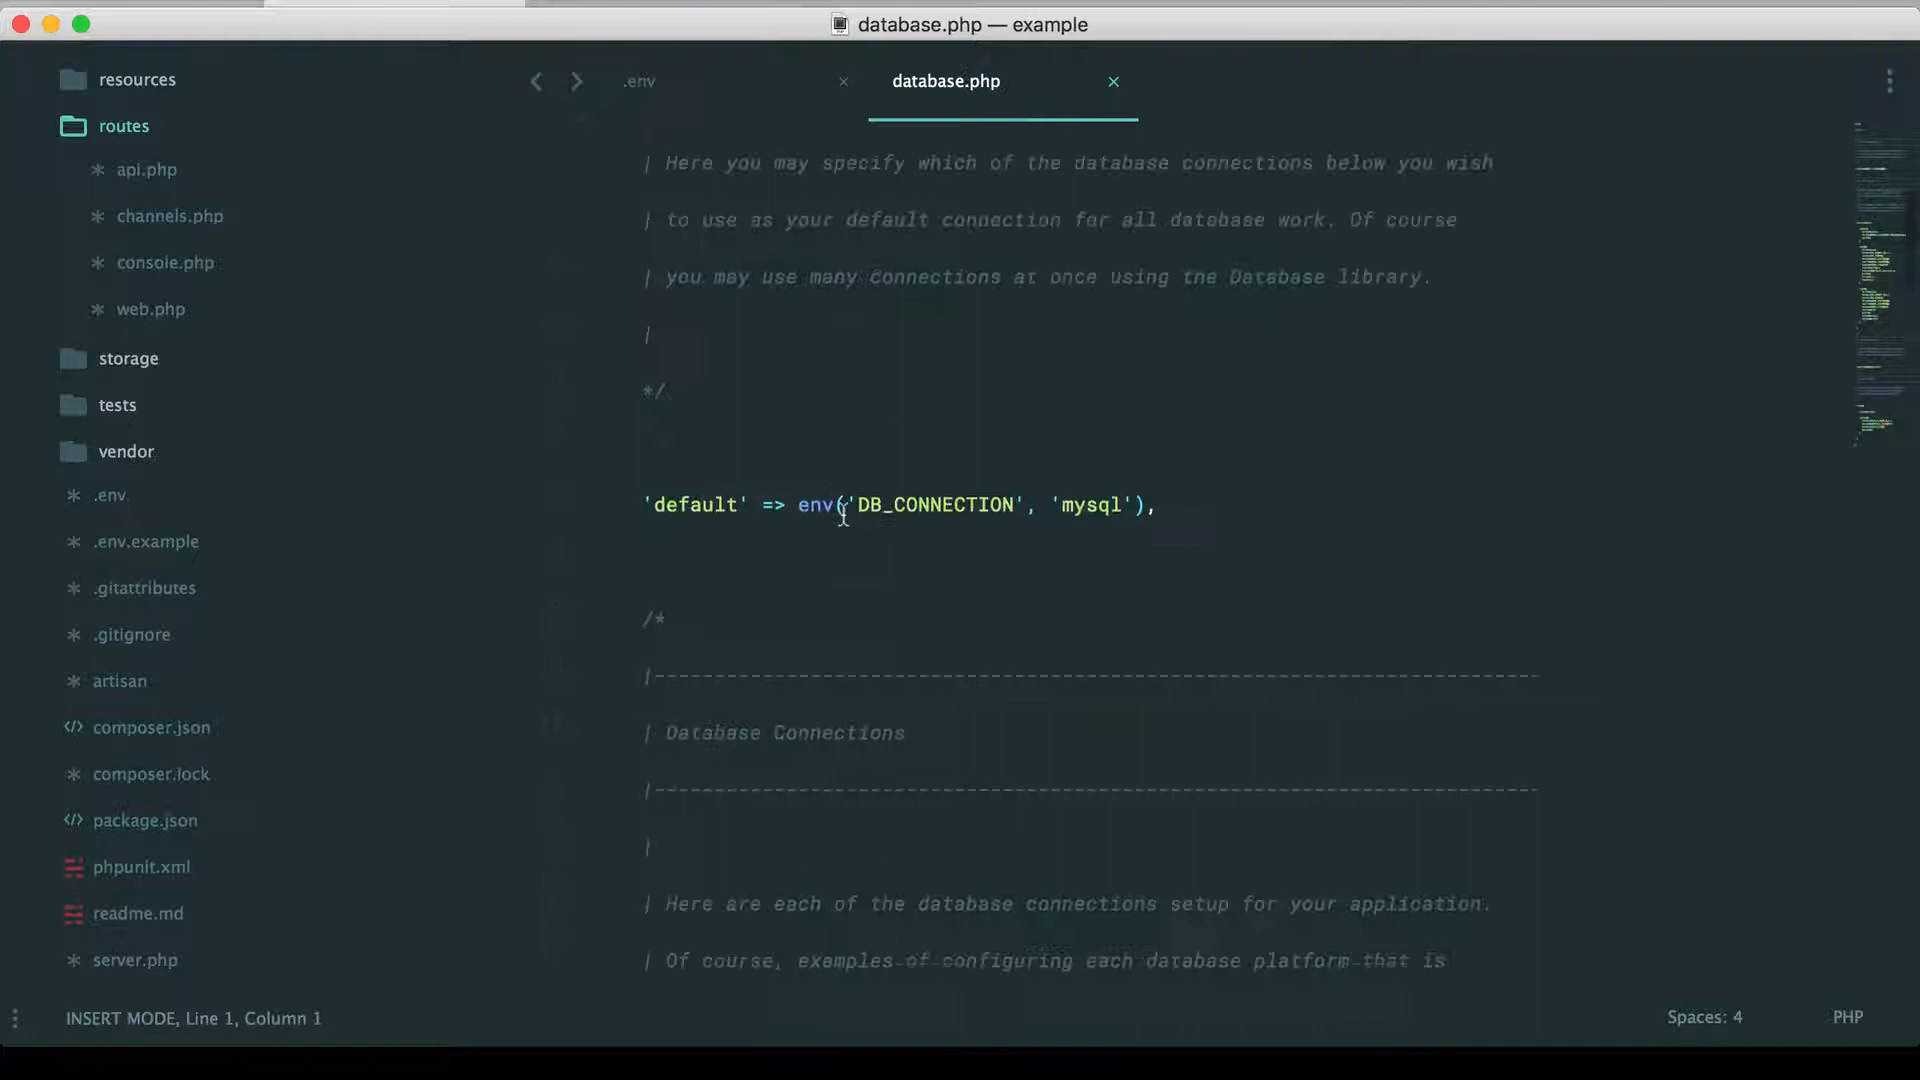 database.php — example
resources
routes
api.php
channels.php
console.php
web.php
storage
tests
vendor
.env
.env.example
.gitattributes
.gitignore
artisan
composer.json
composer.lock
package.json
phpunit.xml
readme.md
server.php
.env
database.php
| Here you may specify which of the database connections below you wish
| to use as your default connection for all database work. Of course
| you may use many connections at once using the Database library.
|
*/
'default' => env('DB_CONNECTION', 'mysql'),
/*
|--------------------------------------------------------------------------
| Database Connections
|--------------------------------------------------------------------------
|
| Here are each of the database connections setup for your application.
| Of course, examples of configuring each database platform that is
INSERT MODE, Line 1, Column 1
Spaces: 4
PHP